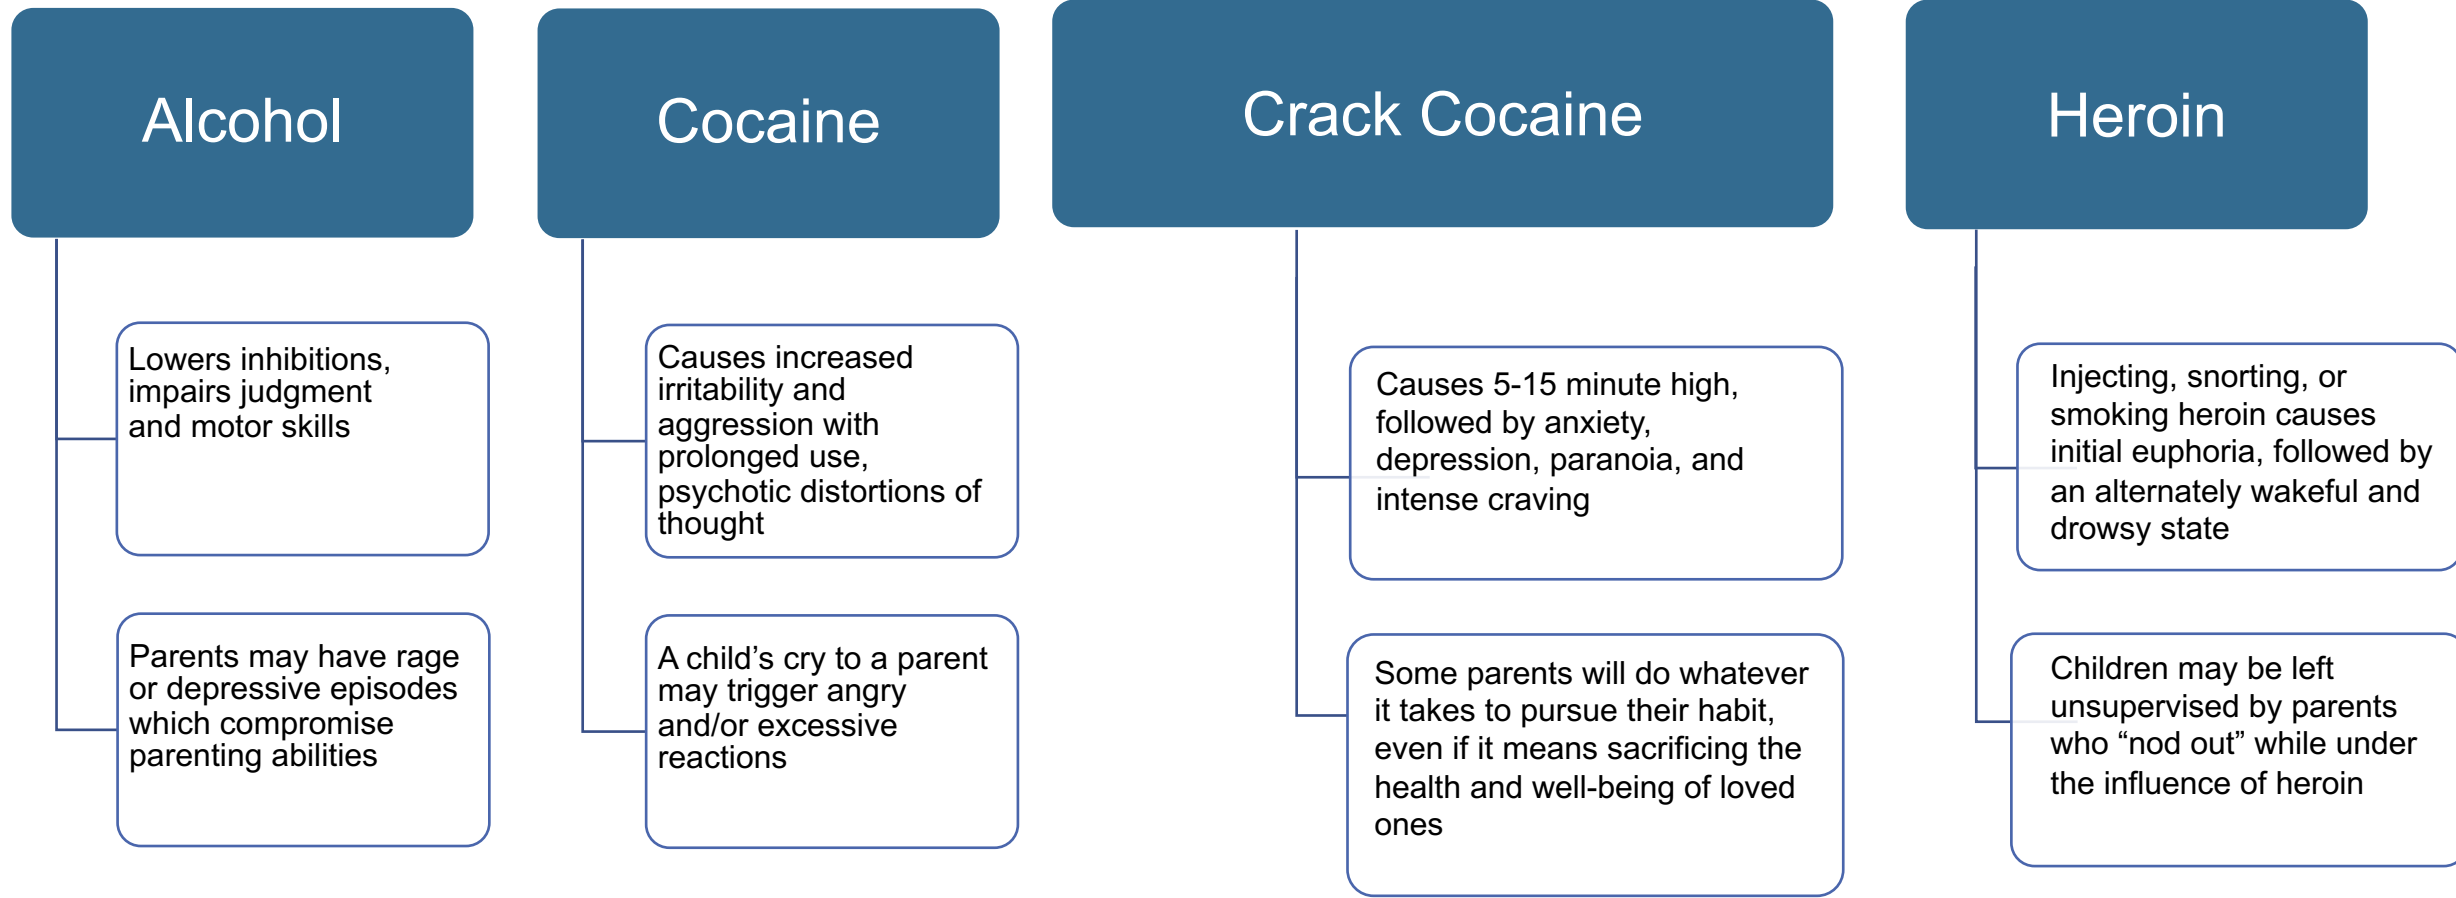 Alcohol
Lowers inhibitions,
impairs judgment
and motor skills
Parents may have rage
or depressive episodes
which compromise
parenting abilities
Cocaine
Causes increased
irritability and
aggression with
prolonged use,
psychotic distortions of
thought
A child’s cry to a parent
may trigger angry
and/or excessive
reactions
Crack Cocaine
Causes 5-15 minute high,
followed by anxiety,
depression, paranoia, and
intense craving
Some parents will do whatever
it takes to pursue their habit,
even if it means sacrificing the
health and well-being of loved
ones
Heroin
Injecting, snorting, or
smoking heroin causes
initial euphoria, followed by
an alternately wakeful and
drowsy state
Children may be left
unsupervised by parents
who “nod out” while under
the influence of heroin